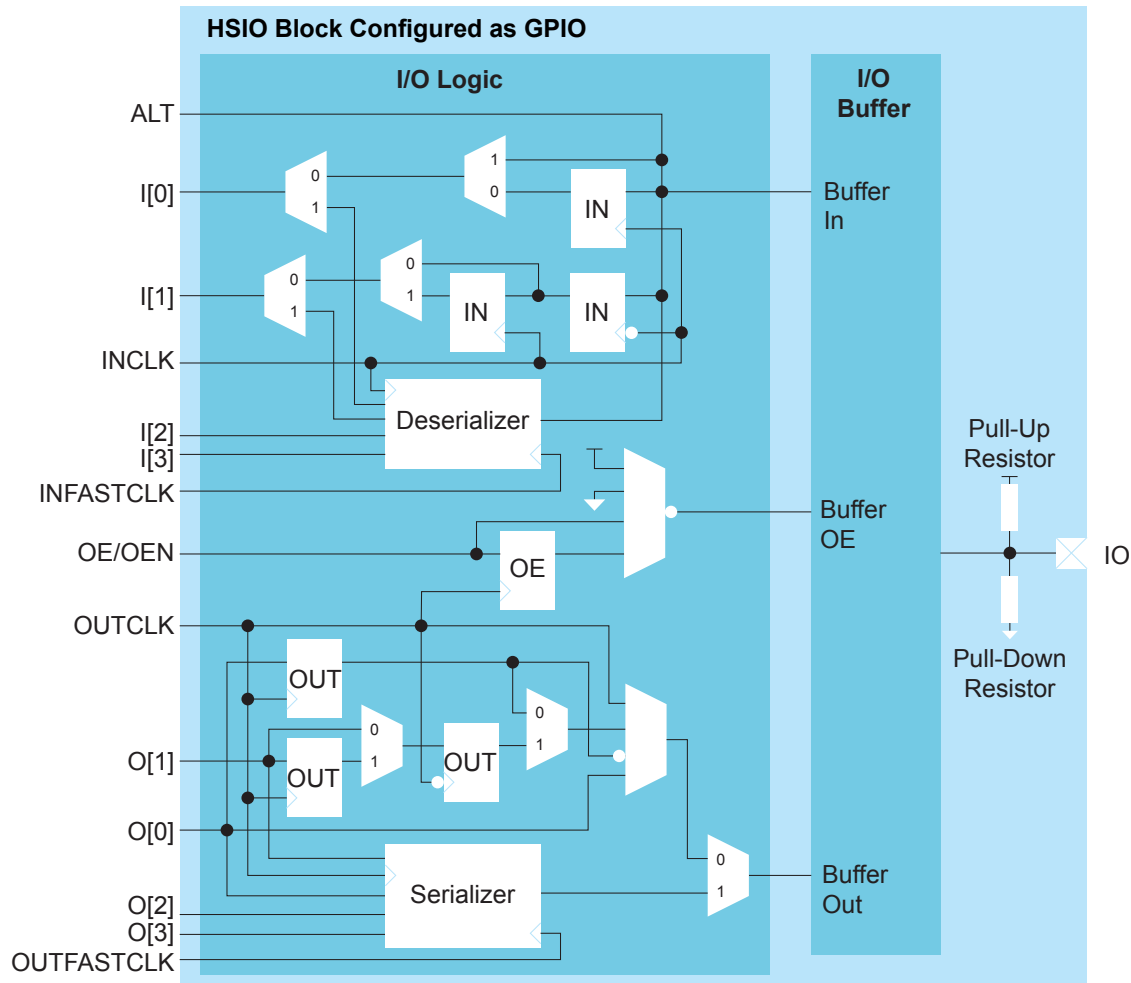 HSIO Block Configured as GPIO
I/O Logic
I/O
Buffer
ALT
1
0
0
1
I[0]
IN
Buffer
In
0
1
0
1
I[1]
IN
IN
INCLK
Deserializer
I[2]
I[3]
INFASTCLK
Pull-Up
Resistor
Buffer
OE
OE/OEN
OE
IO
OUTCLK
OUT
Pull-Down
Resistor
0
1
0
1
O[1]
OUT
OUT
O[0]
0
1
Serializer
Buffer
Out
O[2]
O[3]
OUTFASTCLK